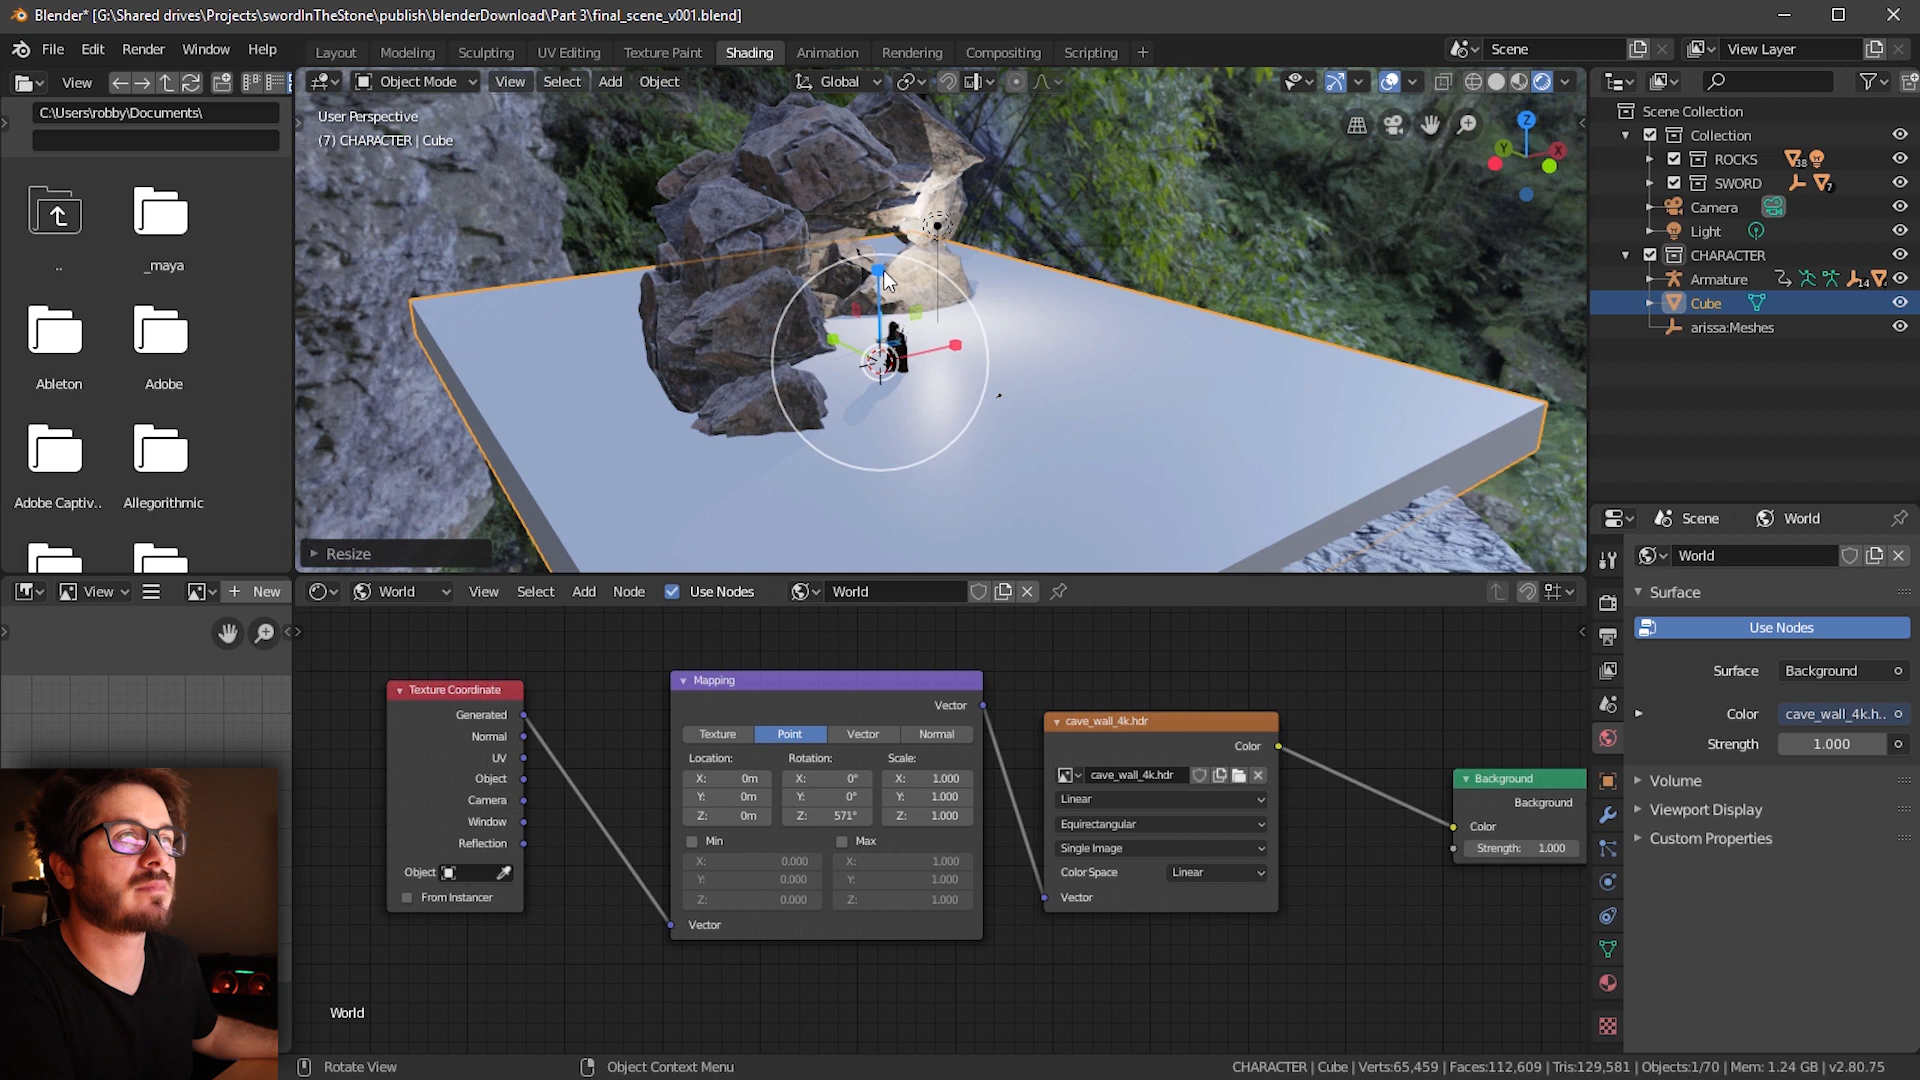 Blender* [G:\Shared drives\Projects\swordInTheStone\publish\blenderDownload\Part 3\final_scene_v001.blend]
File Edit Render Window Help
Layout Modeling Sculpting UV Editing Texture Paint Shading Animation Rendering Compositing Scripting +
Scene
View Layer
View
Object Mode View Select Add Object
Global
C:\Users\robby\Documents\
User Perspective
(7) CHARACTER | Cube
Z
Y
X
..
_maya
Ableton
Adobe
Adobe Captiv..
Allegorithmic
Resize
Scene Collection
Collection
ROCKS
38
SWORD
7
Camera
Light
CHARACTER
Armature
14
Cube
arissa:Meshes
Scene
World
World
Surface
Use Nodes
Surface Background
Color cave_wall_4k.h..
Strength 1.000
Volume
Viewport Display
Custom Properties
View
New
World View Select Add Node Use Nodes World
Texture Coordinate
Generated
Normal
UV
Object
Camera
Window
Reflection
Object
From Instancer
Mapping
Vector
Texture Point Vector Normal
Location: Rotation: Scale:
X: 0m X: 0° X: 1.000
Y: 0m Y: 0° Y: 1.000
Z: 0m Z: 571° Z: 1.000
Min Max
X: 0.000 X: 1.000
Y: 0.000 Y: 1.000
Z: 0.000 Z: 1.000
Vector
cave_wall_4k.hdr
Color
cave_wall_4k.hdr
Linear
Equirectangular
Single Image
Color Space Linear
Vector
Background
Background
Color
Strength: 1.000
World
Rotate View
Object Context Menu
CHARACTER | Cube | Verts:65,459 | Faces:112,609 | Tris:129,581 | Objects:1/70 | Mem: 1.24 GB | v2.80.75